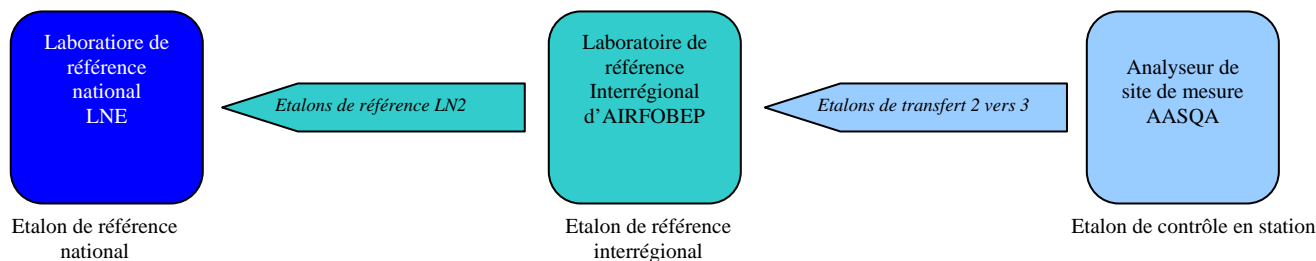 Laboratiore de
référence
national
LNE
Etalons de référence LN2
Laboratoire de
référence
Interrégional
d'AIRFOBEP
Etalons de transfert 2 vers 3
Analyseur de
site de mesure
AASQA
Etalon de référence
national
Etalon de référence
interrégional
Etalon de contrôle en station